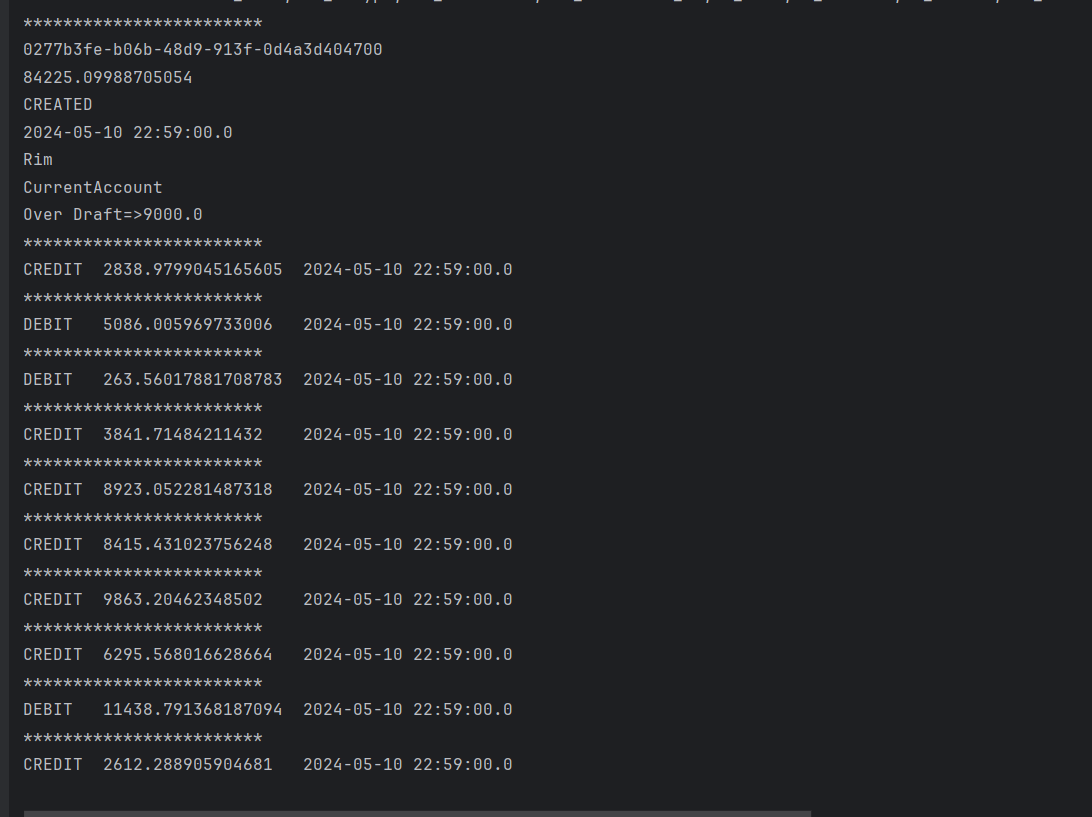 ************************
0277b3fe-b06b-48d9-913f-0d4a3d404700
84225.09988705054
CREATED
2024-05-10 22:59:00.0
Rim
CurrentAccount
Over Draft=>9000.0
************************
CREDIT  2838.9799045165605  2024-05-10 22:59:00.0
************************
DEBIT   5086.005969733006   2024-05-10 22:59:00.0
************************
DEBIT   263.56017881708783  2024-05-10 22:59:00.0
************************
CREDIT  3841.71484211432    2024-05-10 22:59:00.0
************************
CREDIT  8923.052281487318   2024-05-10 22:59:00.0
************************
CREDIT  8415.431023756248   2024-05-10 22:59:00.0
************************
CREDIT  9863.20462348502    2024-05-10 22:59:00.0
************************
CREDIT  6295.568016628664   2024-05-10 22:59:00.0
************************
DEBIT   11438.791368187094  2024-05-10 22:59:00.0
************************
CREDIT  2612.288905904681   2024-05-10 22:59:00.0